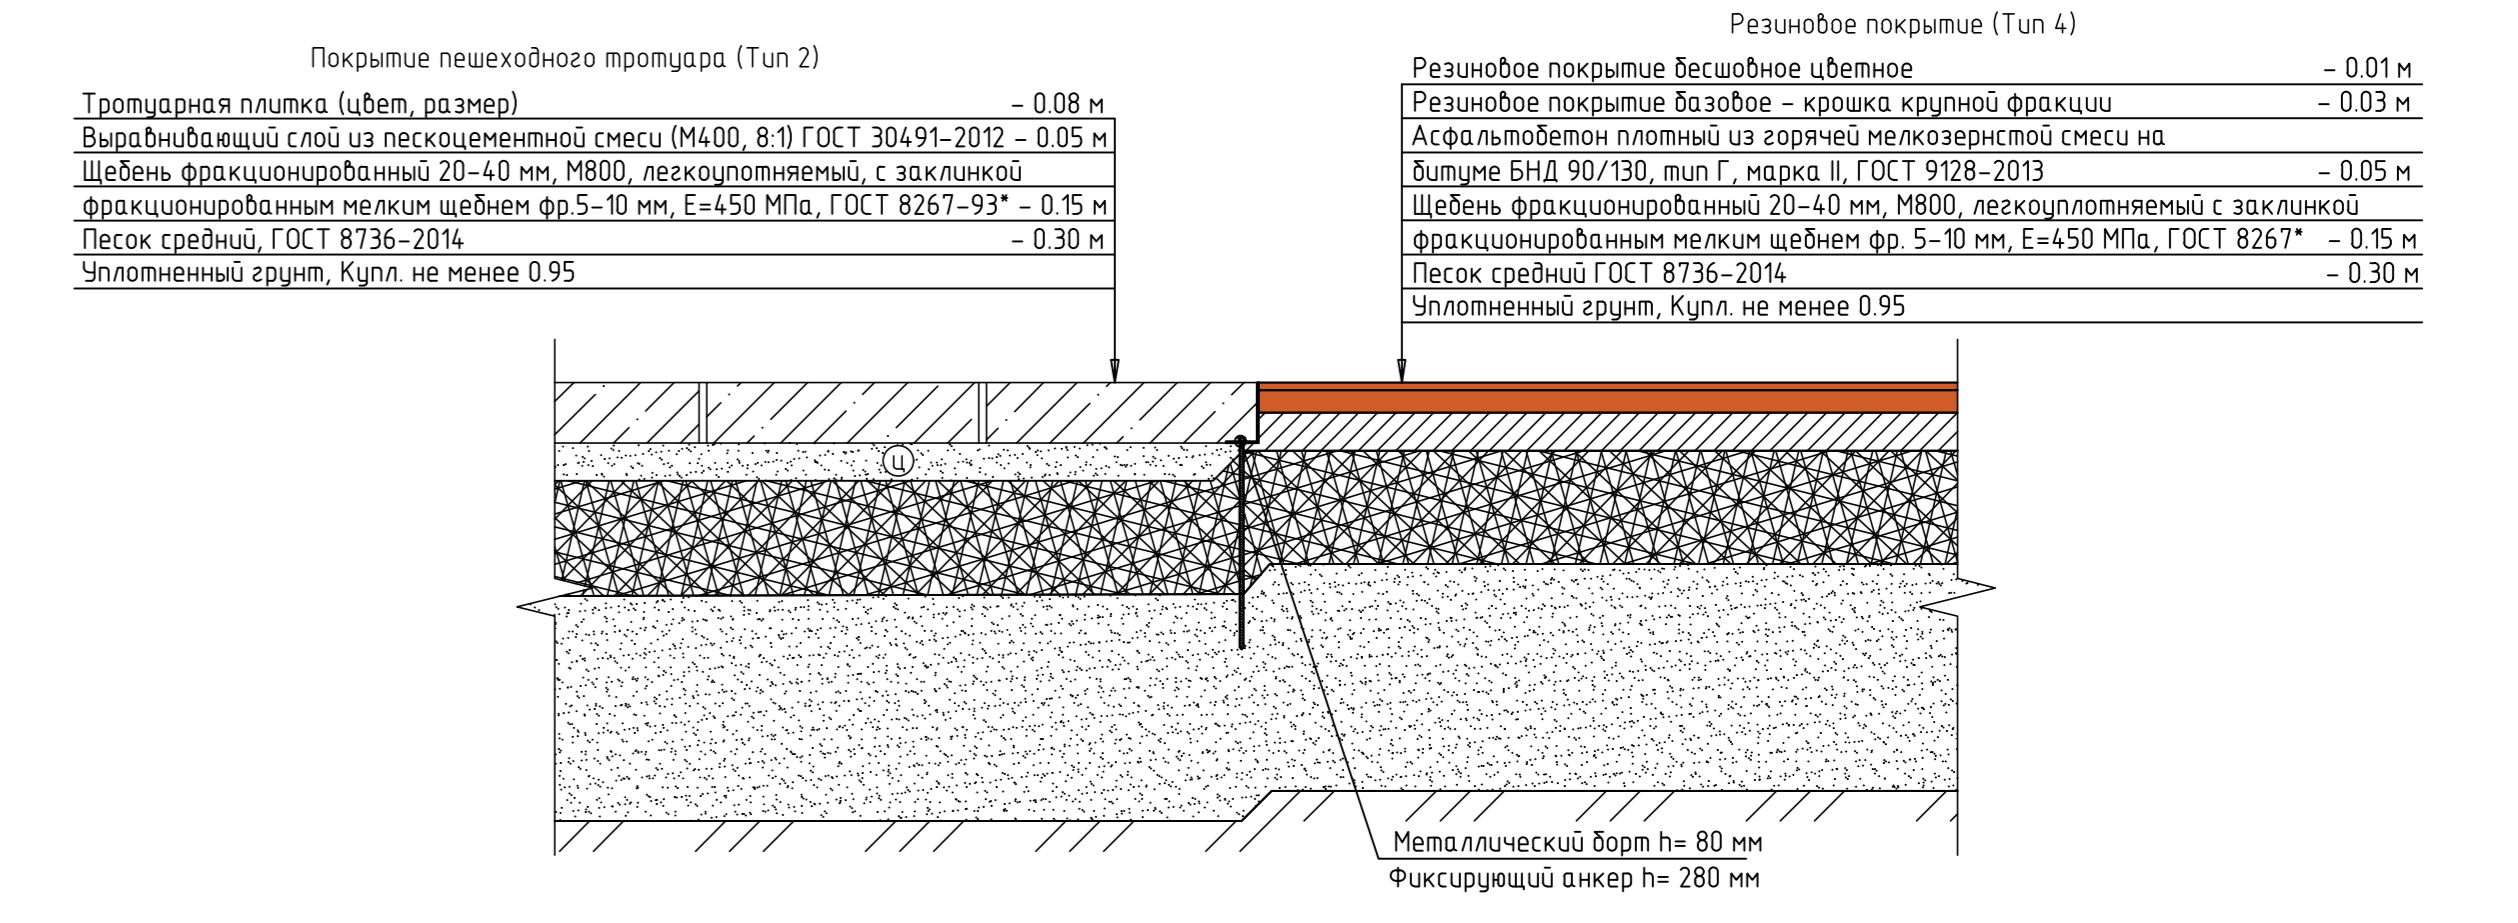 Покрытие пешеходного тротуара (Тип 2)
Тротуарная плитка (цвет, размер) – 0.08 м
Выравнивающий слой из пескоцементной смеси (М400, 8:1) ГОСТ 30491–2012 – 0.05 м
Щебень фракционированный 20–40 мм, М800, легкоупотняемый, с заклинкой
фракционированным мелким щебнем фр.5–10 мм, Е=450 МПа, ГОСТ 8267–93* – 0.15 м
Песок средний, ГОСТ 8736–2014 – 0.30 м
Уплотненный грунт, Купл. не менее 0.95
Резиновое покрытие (Тип 4)
Резиновое покрытие бесшовное цветное – 0.01 м
Резиновое покрытие базовое – крошка крупной фракции – 0.03 м
Асфальтобетон плотный из горячей мелкозернстой смеси на
битуме БНД 90/130, тип Г, марка II, ГОСТ 9128–2013 – 0.05 м
Щебень фракционированный 20–40 мм, М800, легкоуплотняемый с заклинкой
фракционированным мелким щебнем фр. 5–10 мм, Е=450 МПа, ГОСТ 8267* – 0.15 м
Песок средний ГОСТ 8736–2014 – 0.30 м
Уплотненный грунт, Купл. не менее 0.95
Ц
Металлический борт h= 80 мм
Фиксирующий анкер h= 280 мм